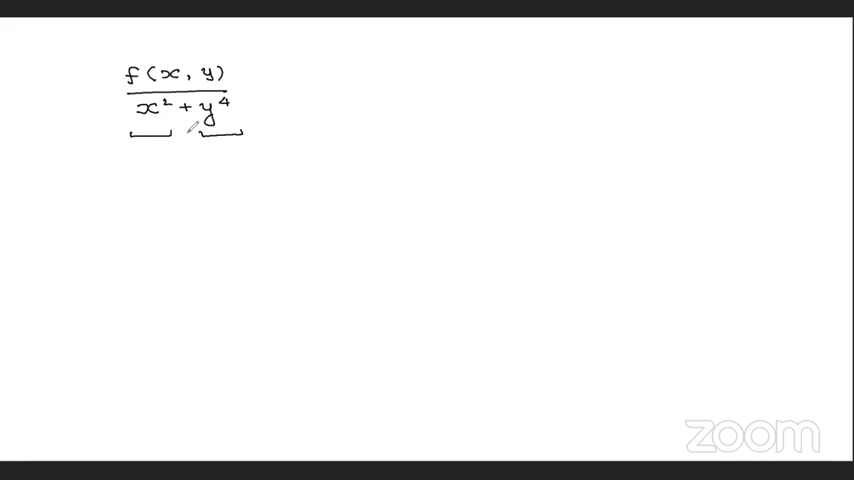 f(x, y)
x² + y⁴
zoom